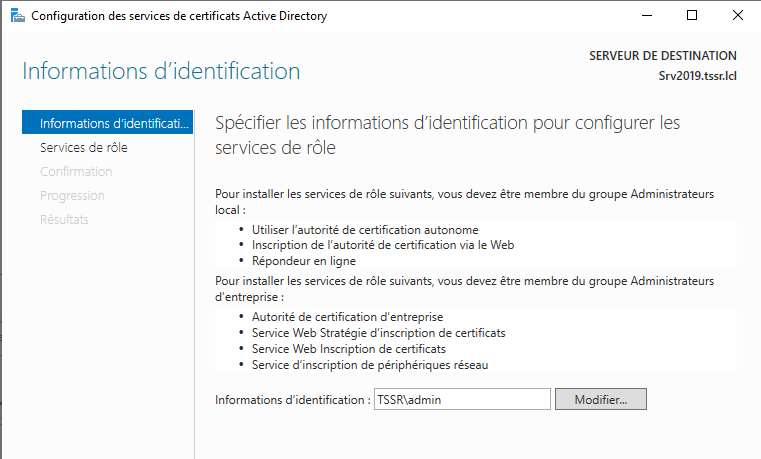 Configuration des services de certificats Active Directory
Informations d’identification
SERVEUR DE DESTINATION
Srv2019.tssr.lcl
Informations d’identificati...
Services de rôle
Confirmation
Progression
Résultats
Spécifier les informations d’identification pour configurer les
services de rôle
Pour installer les services de rôle suivants, vous devez être membre du groupe Administrateurs
local :
• Utiliser l’autorité de certification autonome
• Inscription de l’autorité de certification via le Web
• Répondeur en ligne
Pour installer les services de rôle suivants, vous devez être membre du groupe Administrateurs
d’entreprise :
• Autorité de certification d’entreprise
• Service Web Stratégie d’inscription de certificats
• Service Web Inscription de certificats
• Service d’inscription de périphériques réseau
Informations d’identification : TSSR\admin Modifier...